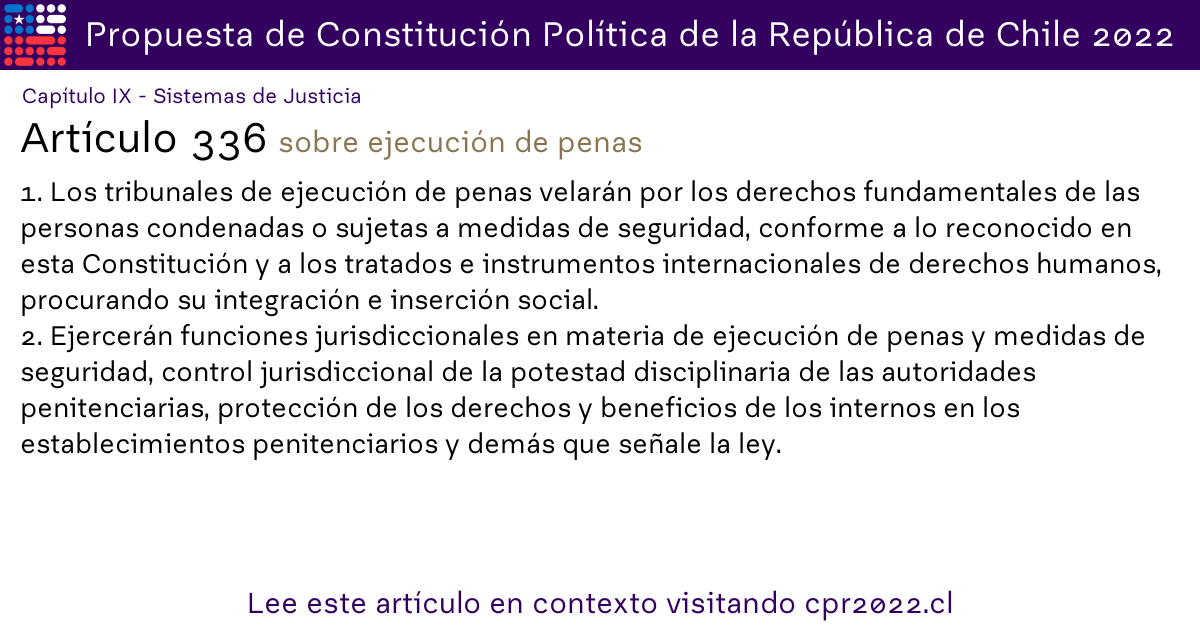 Propuesta de Constitución Política de la República de Chile 2022
Capítulo IX - Sistemas de Justicia
Artículo 336 sobre ejecución de penas
1. Los tribunales de ejecución de penas velarán por los derechos fundamentales de las
personas condenadas o sujetas a medidas de seguridad, conforme a lo reconocido en
esta Constitución y a los tratados e instrumentos internacionales de derechos humanos,
procurando su integración e inserción social.
2. Ejercerán funciones jurisdiccionales en materia de ejecución de penas y medidas de
seguridad, control jurisdiccional de la potestad disciplinaria de las autoridades
penitenciarias, protección de los derechos y beneficios de los internos en los
establecimientos penitenciarios y demás que señale la ley.
Lee este artículo en contexto visitando cpr2022.cl